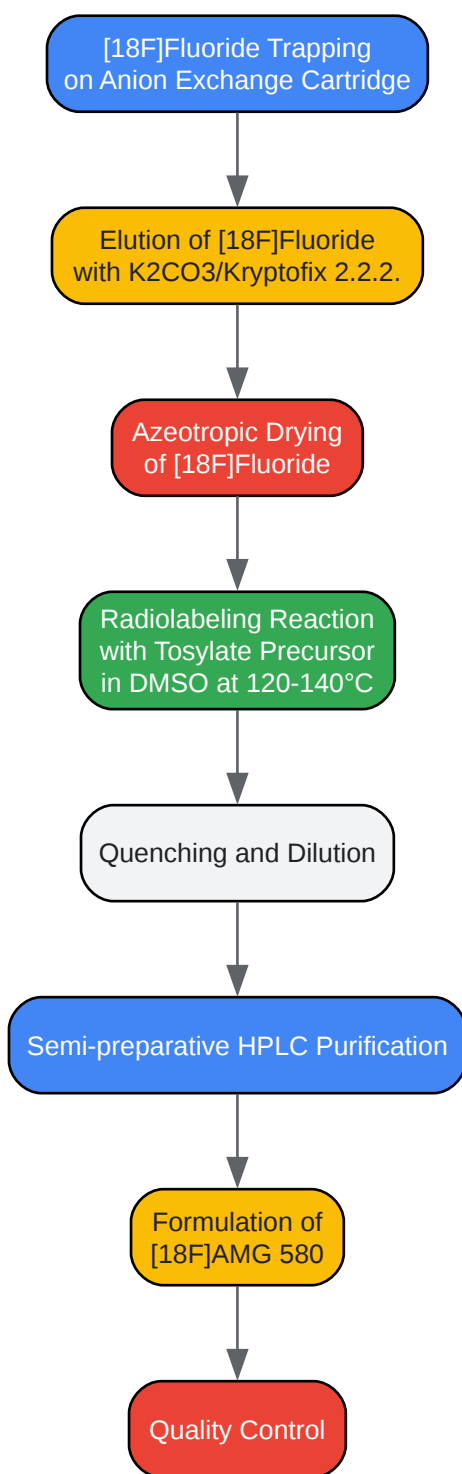 [18F]Fluoride Trapping
on Anion Exchange Cartridge
Elution of [18F]Fluoride
with K2CO3/Kryptofix 2.2.2.
Azeotropic Drying
of [18F]Fluoride
Radiolabeling Reaction
with Tosylate Precursor
in DMSO at 120-140°C
Quenching and Dilution
Semi-preparative HPLC Purification
Formulation of
[18F]AMG 580
Quality Control